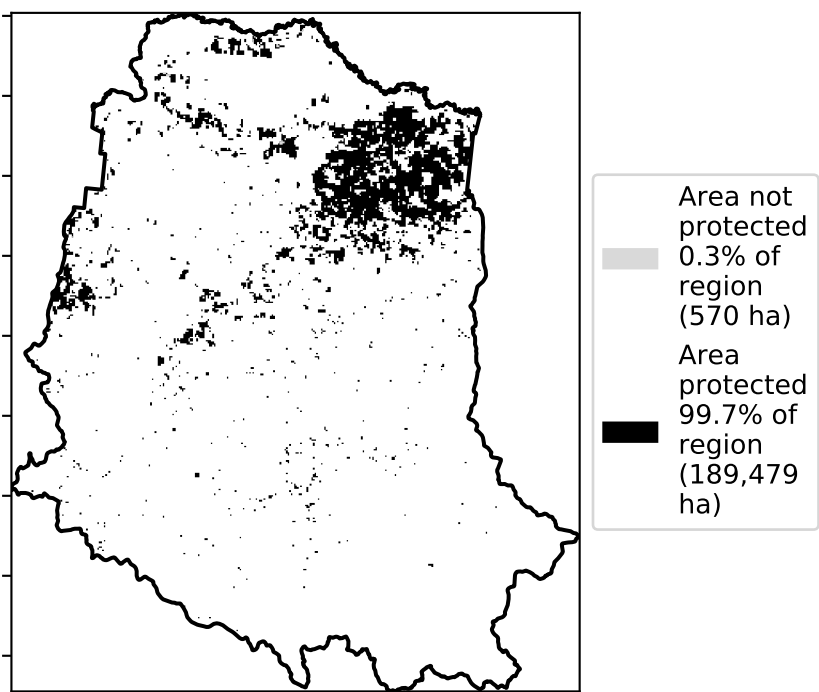 Area not
protected
0.3% of
region
(570 ha)
Area
protected
99.7% of
region
(189,479
ha)